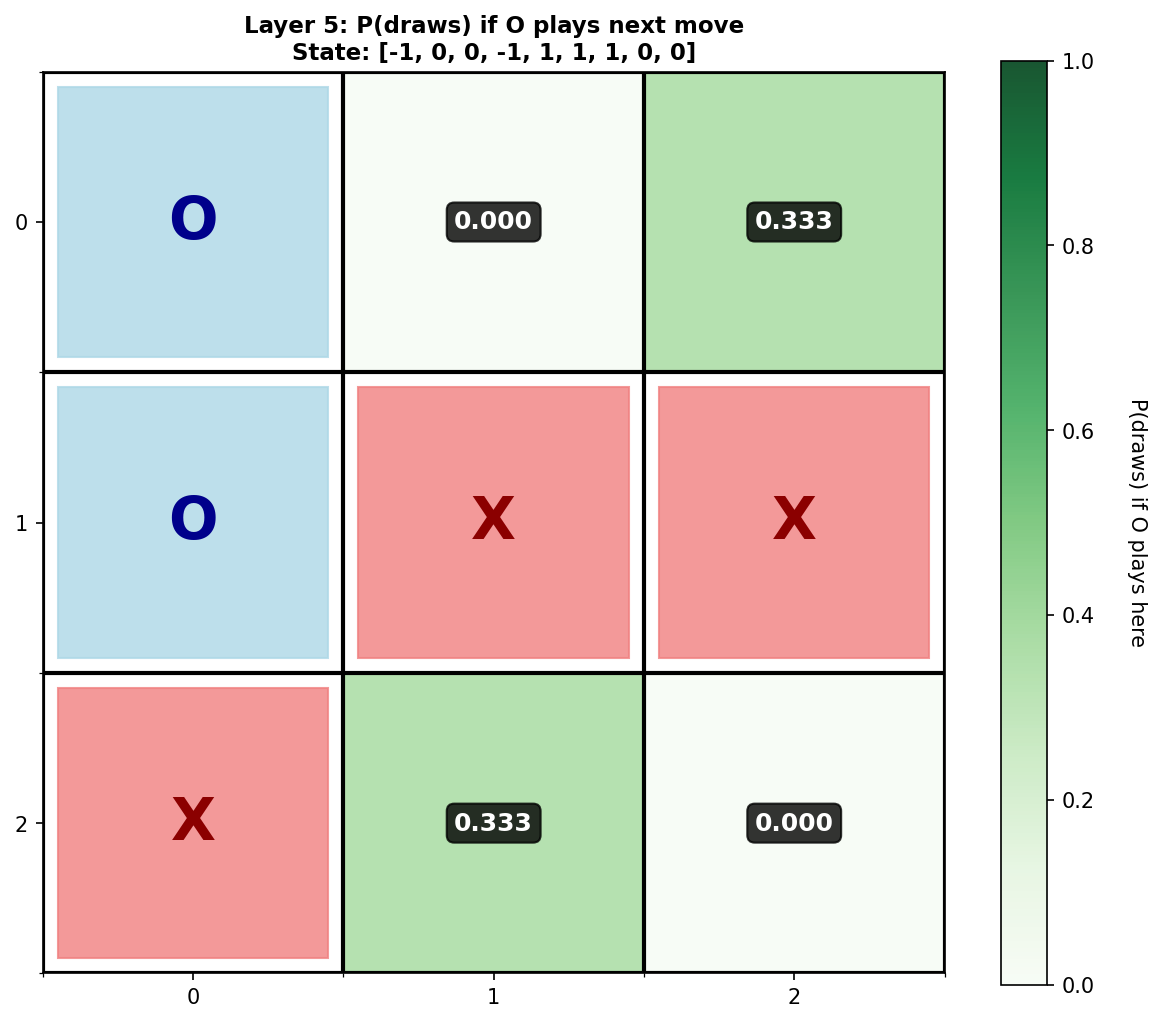 Layer 5: P(draws) if O plays next move
State: [-1, 0, 0, -1, 1, 1, 1, 0, 0]
O
0.000
0.333
O
X
X
X
0.333
0.000
0
1
2
0
1
2
1.0
0.8
0.6
0.4
0.2
0.0
P(draws) if O plays here